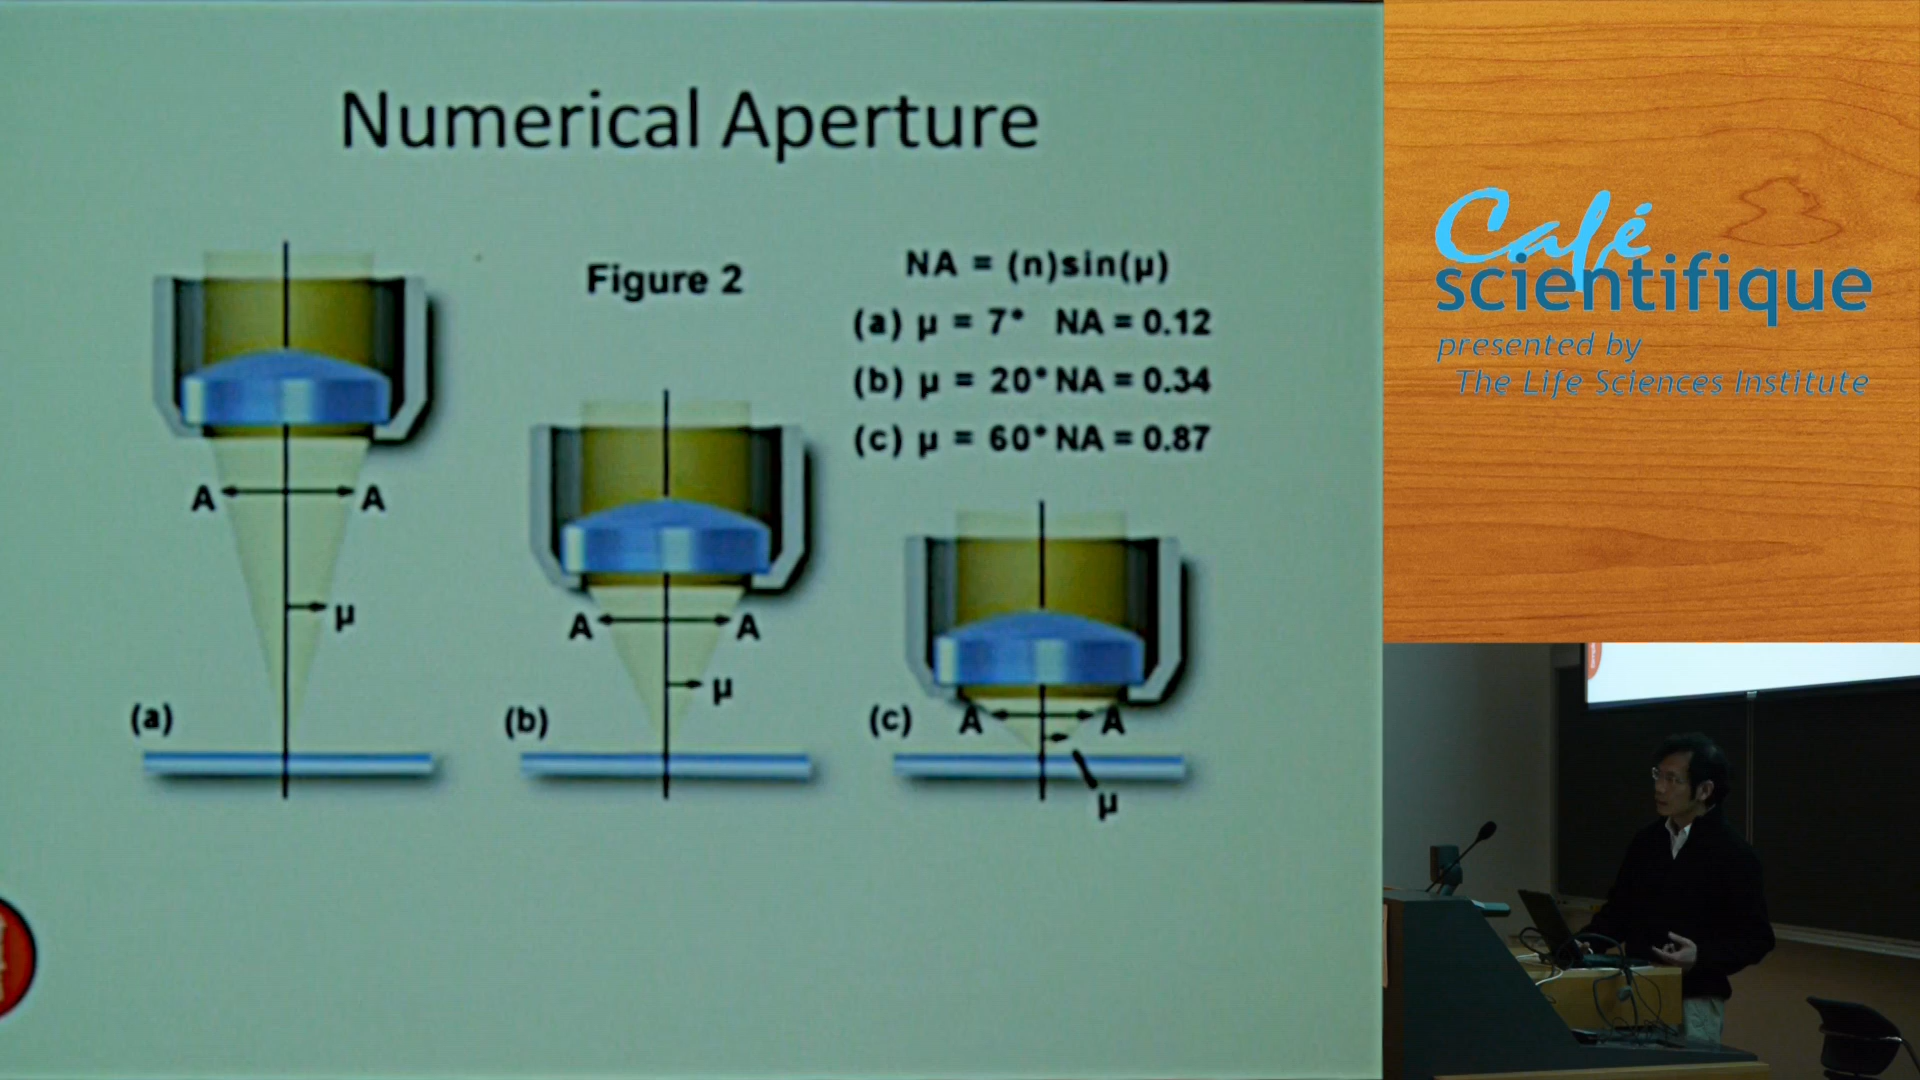 Numerical Aperture
Figure 2
NA = (n)sin(μ)
(a) μ = 7° NA = 0.12
(b) μ = 20° NA = 0.34
(c) μ = 60° NA = 0.87
A A
μ
(a)
A A
μ
(b)
A A
μ
(c)
Café
scientifique
presented by
The Life Sciences Institute